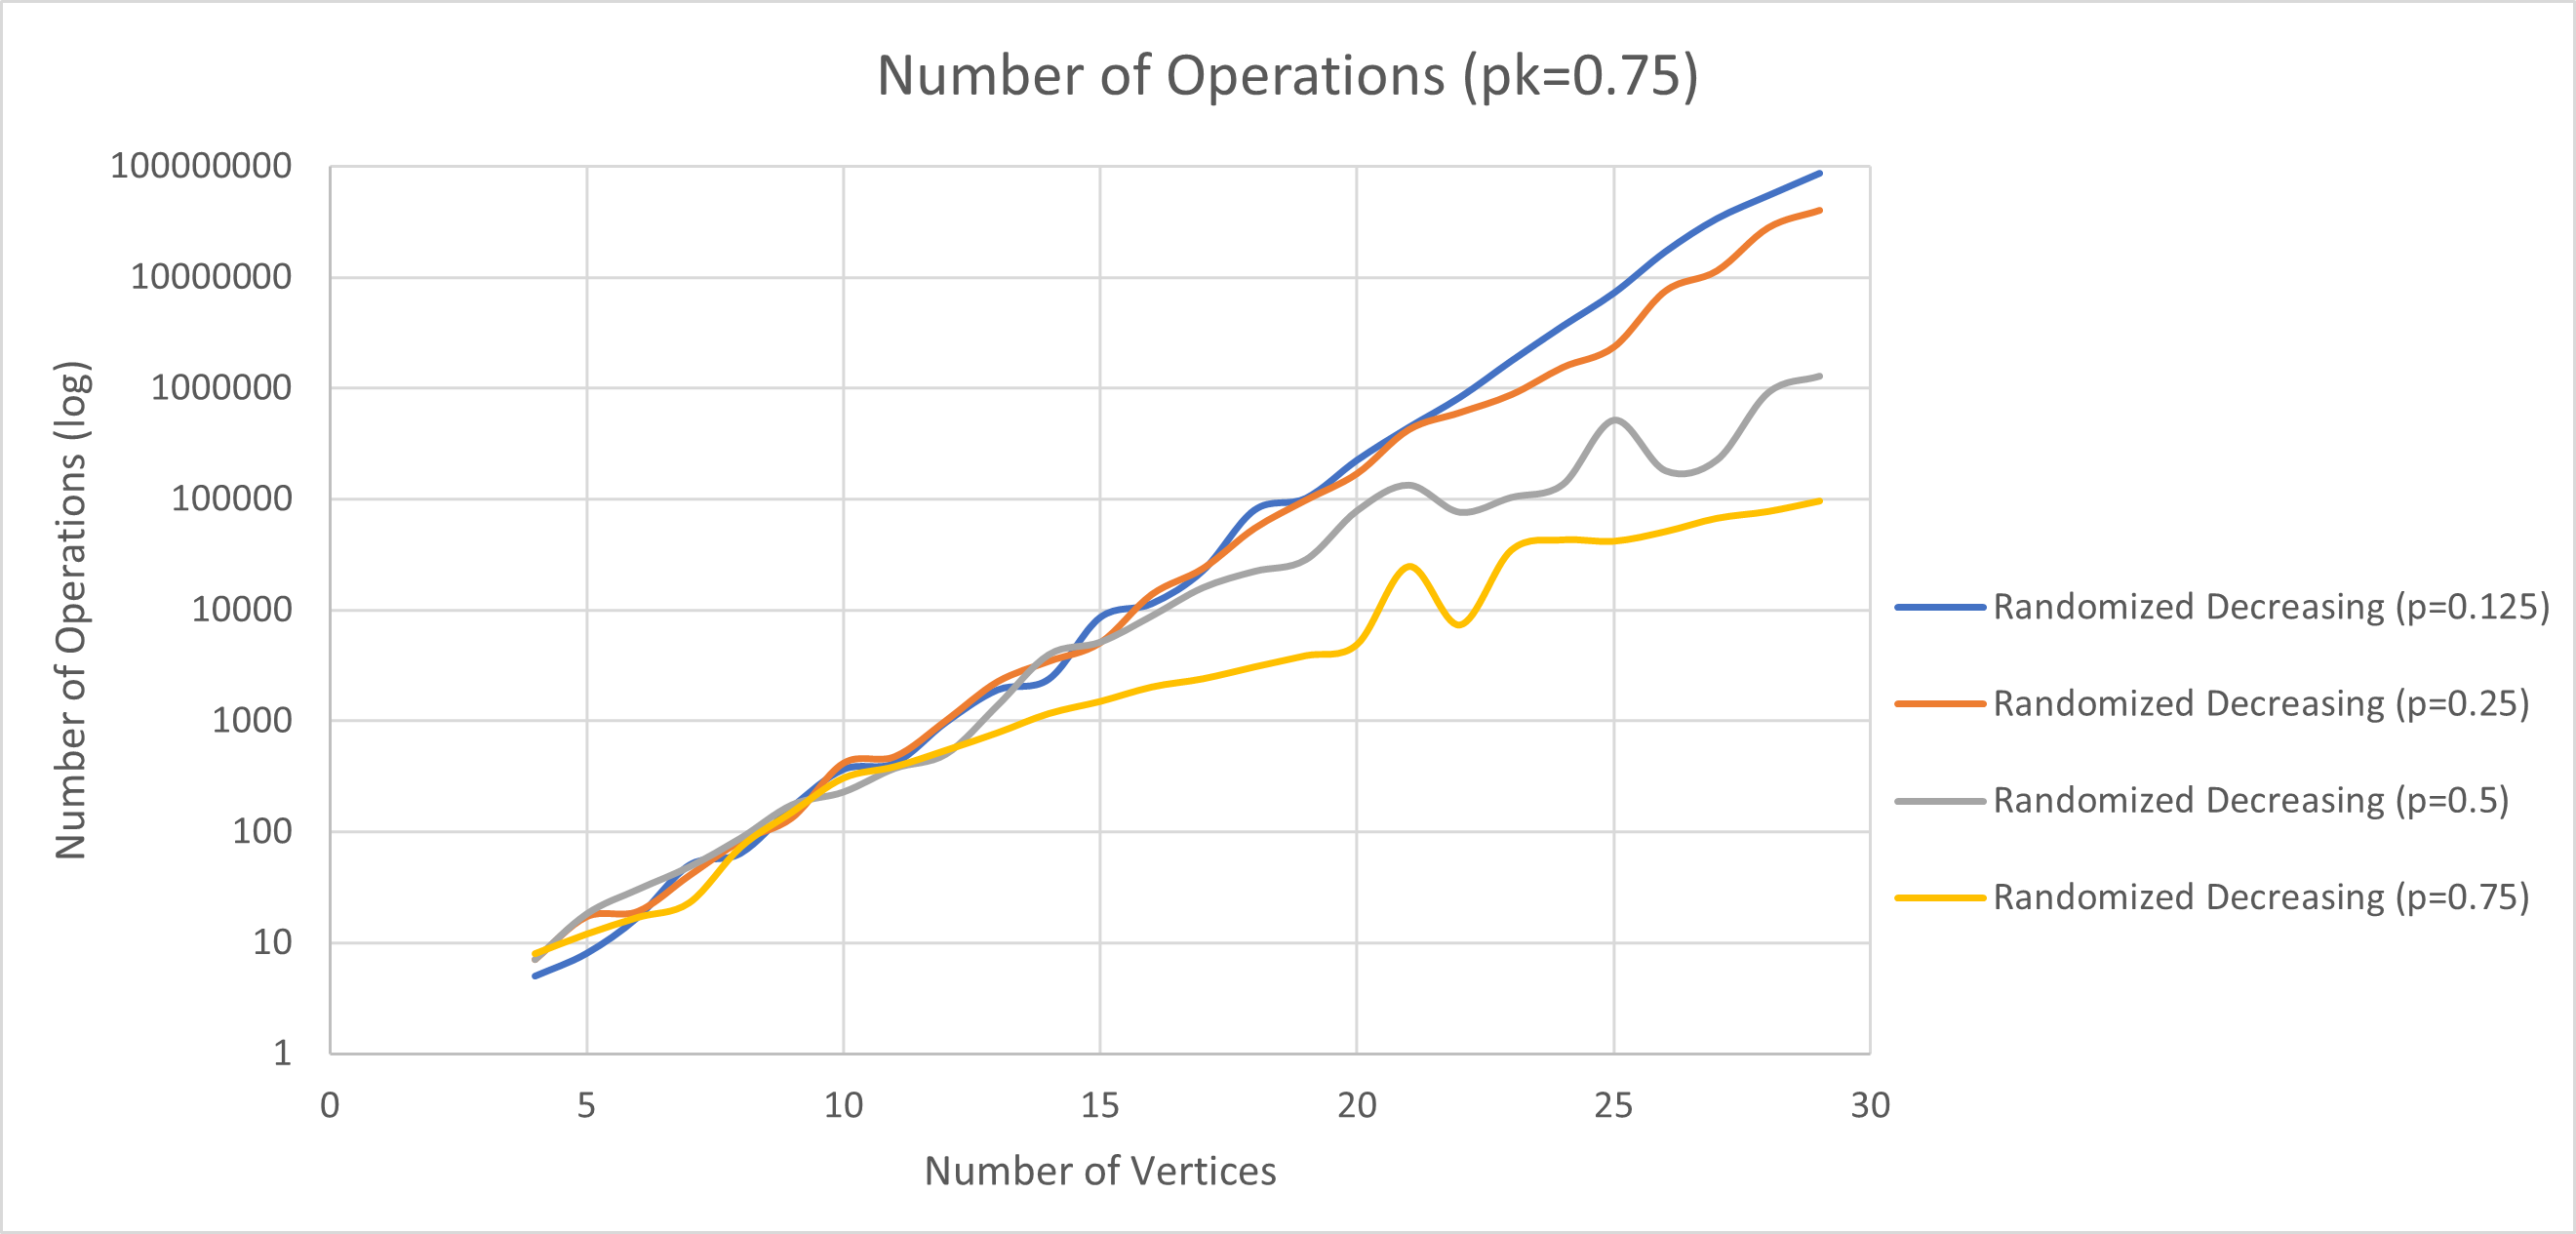 Number of Operations (pk=0.75)
Number of Operations (log)
100000000
10000000
1000000
100000
10000
1000
100
10
1
0 5 10 15 20 25 30
Number of Vertices
Randomized Decreasing (p=0.125)
Randomized Decreasing (p=0.25)
Randomized Decreasing (p=0.5)
Randomized Decreasing (p=0.75)